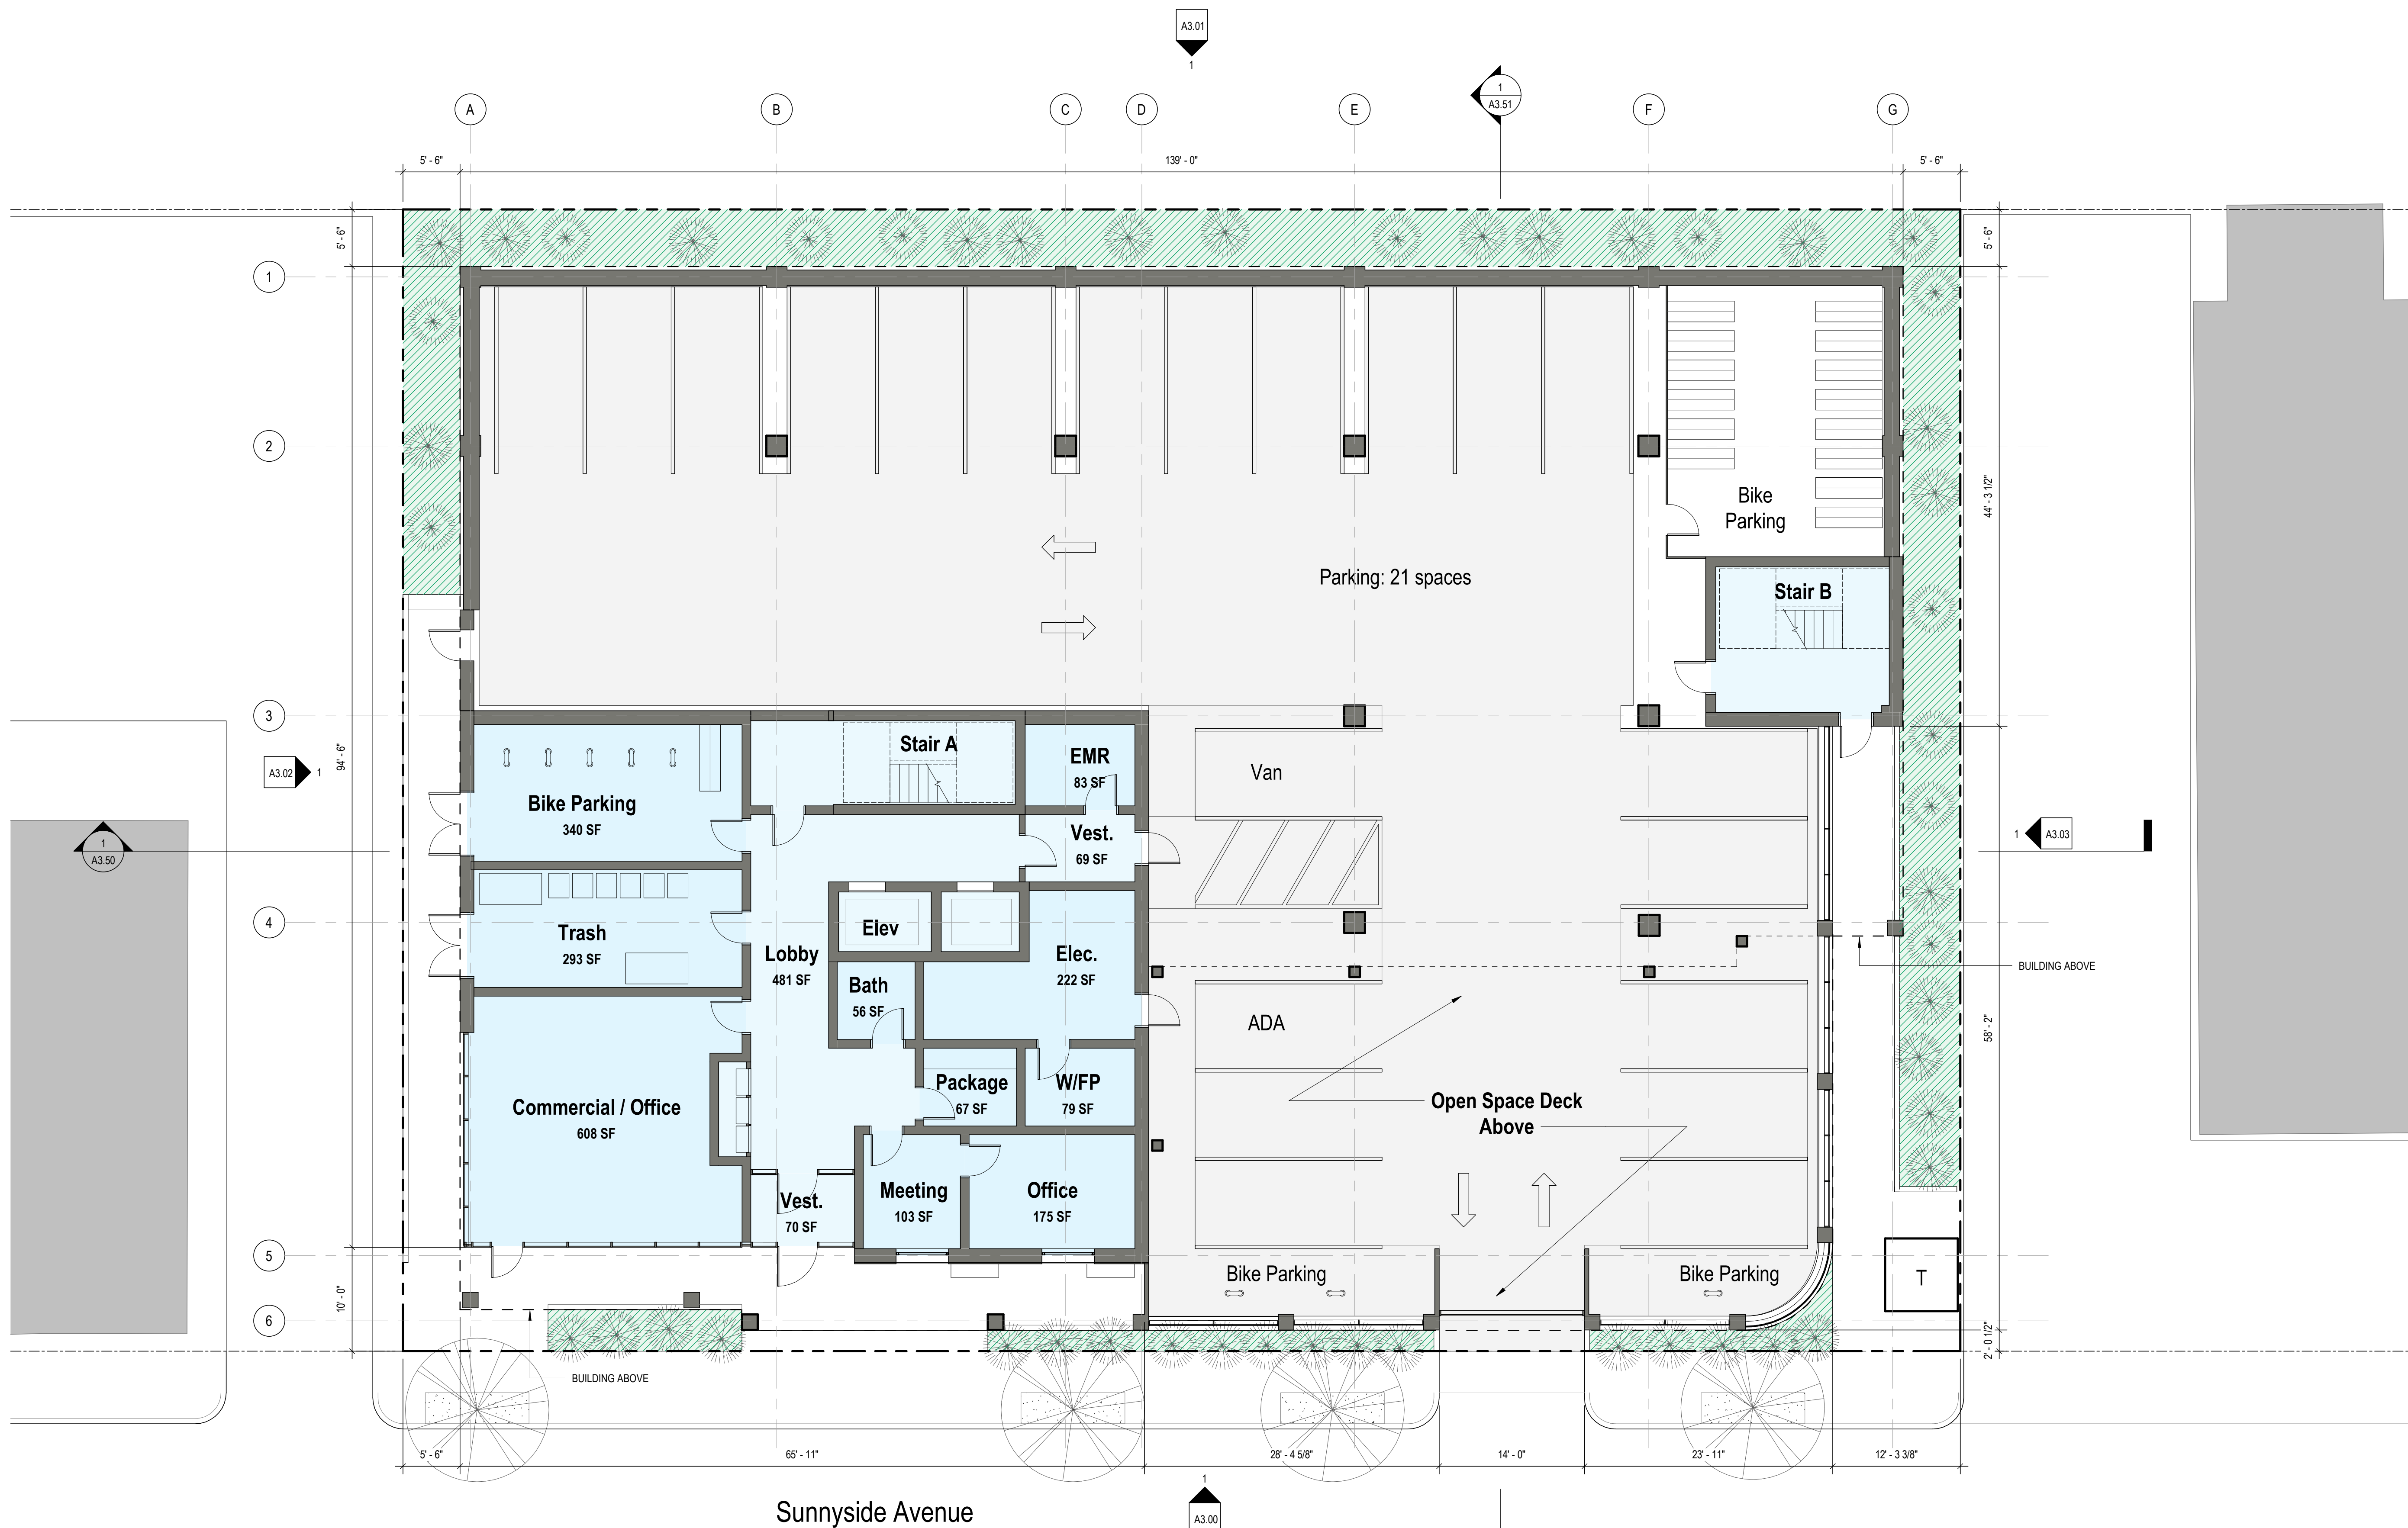 A3.01
1
A
B
C
D
E
1
A3.51
F
G
5' - 6"
139' - 0"
5' - 6"
5' - 6"
5' - 6"
1
2
Bike
Parking
44' - 3 1/2"
Parking: 21 spaces
Stair B
3
94' - 6"
A3.02
1
Stair A
EMR
83 SF
Van
Bike Parking
340 SF
Vest.
69 SF
1
A3.50
1
A3.03
4
Trash
293 SF
Elev
Lobby
481 SF
Elec.
222 SF
BUILDING ABOVE
Bath
56 SF
ADA
58' - 2"
Package
67 SF
W/FP
79 SF
Commercial / Office
608 SF
Open Space Deck
Above
Vest.
70 SF
Meeting
103 SF
Office
175 SF
5
Bike Parking
Bike Parking
T
10' - 0"
6
2' - 0 1/2"
BUILDING ABOVE
5' - 6"
65' - 11"
28' - 4 5/8"
14' - 0"
23' - 11"
12' - 3 3/8"
Sunnyside Avenue
1
A3.00